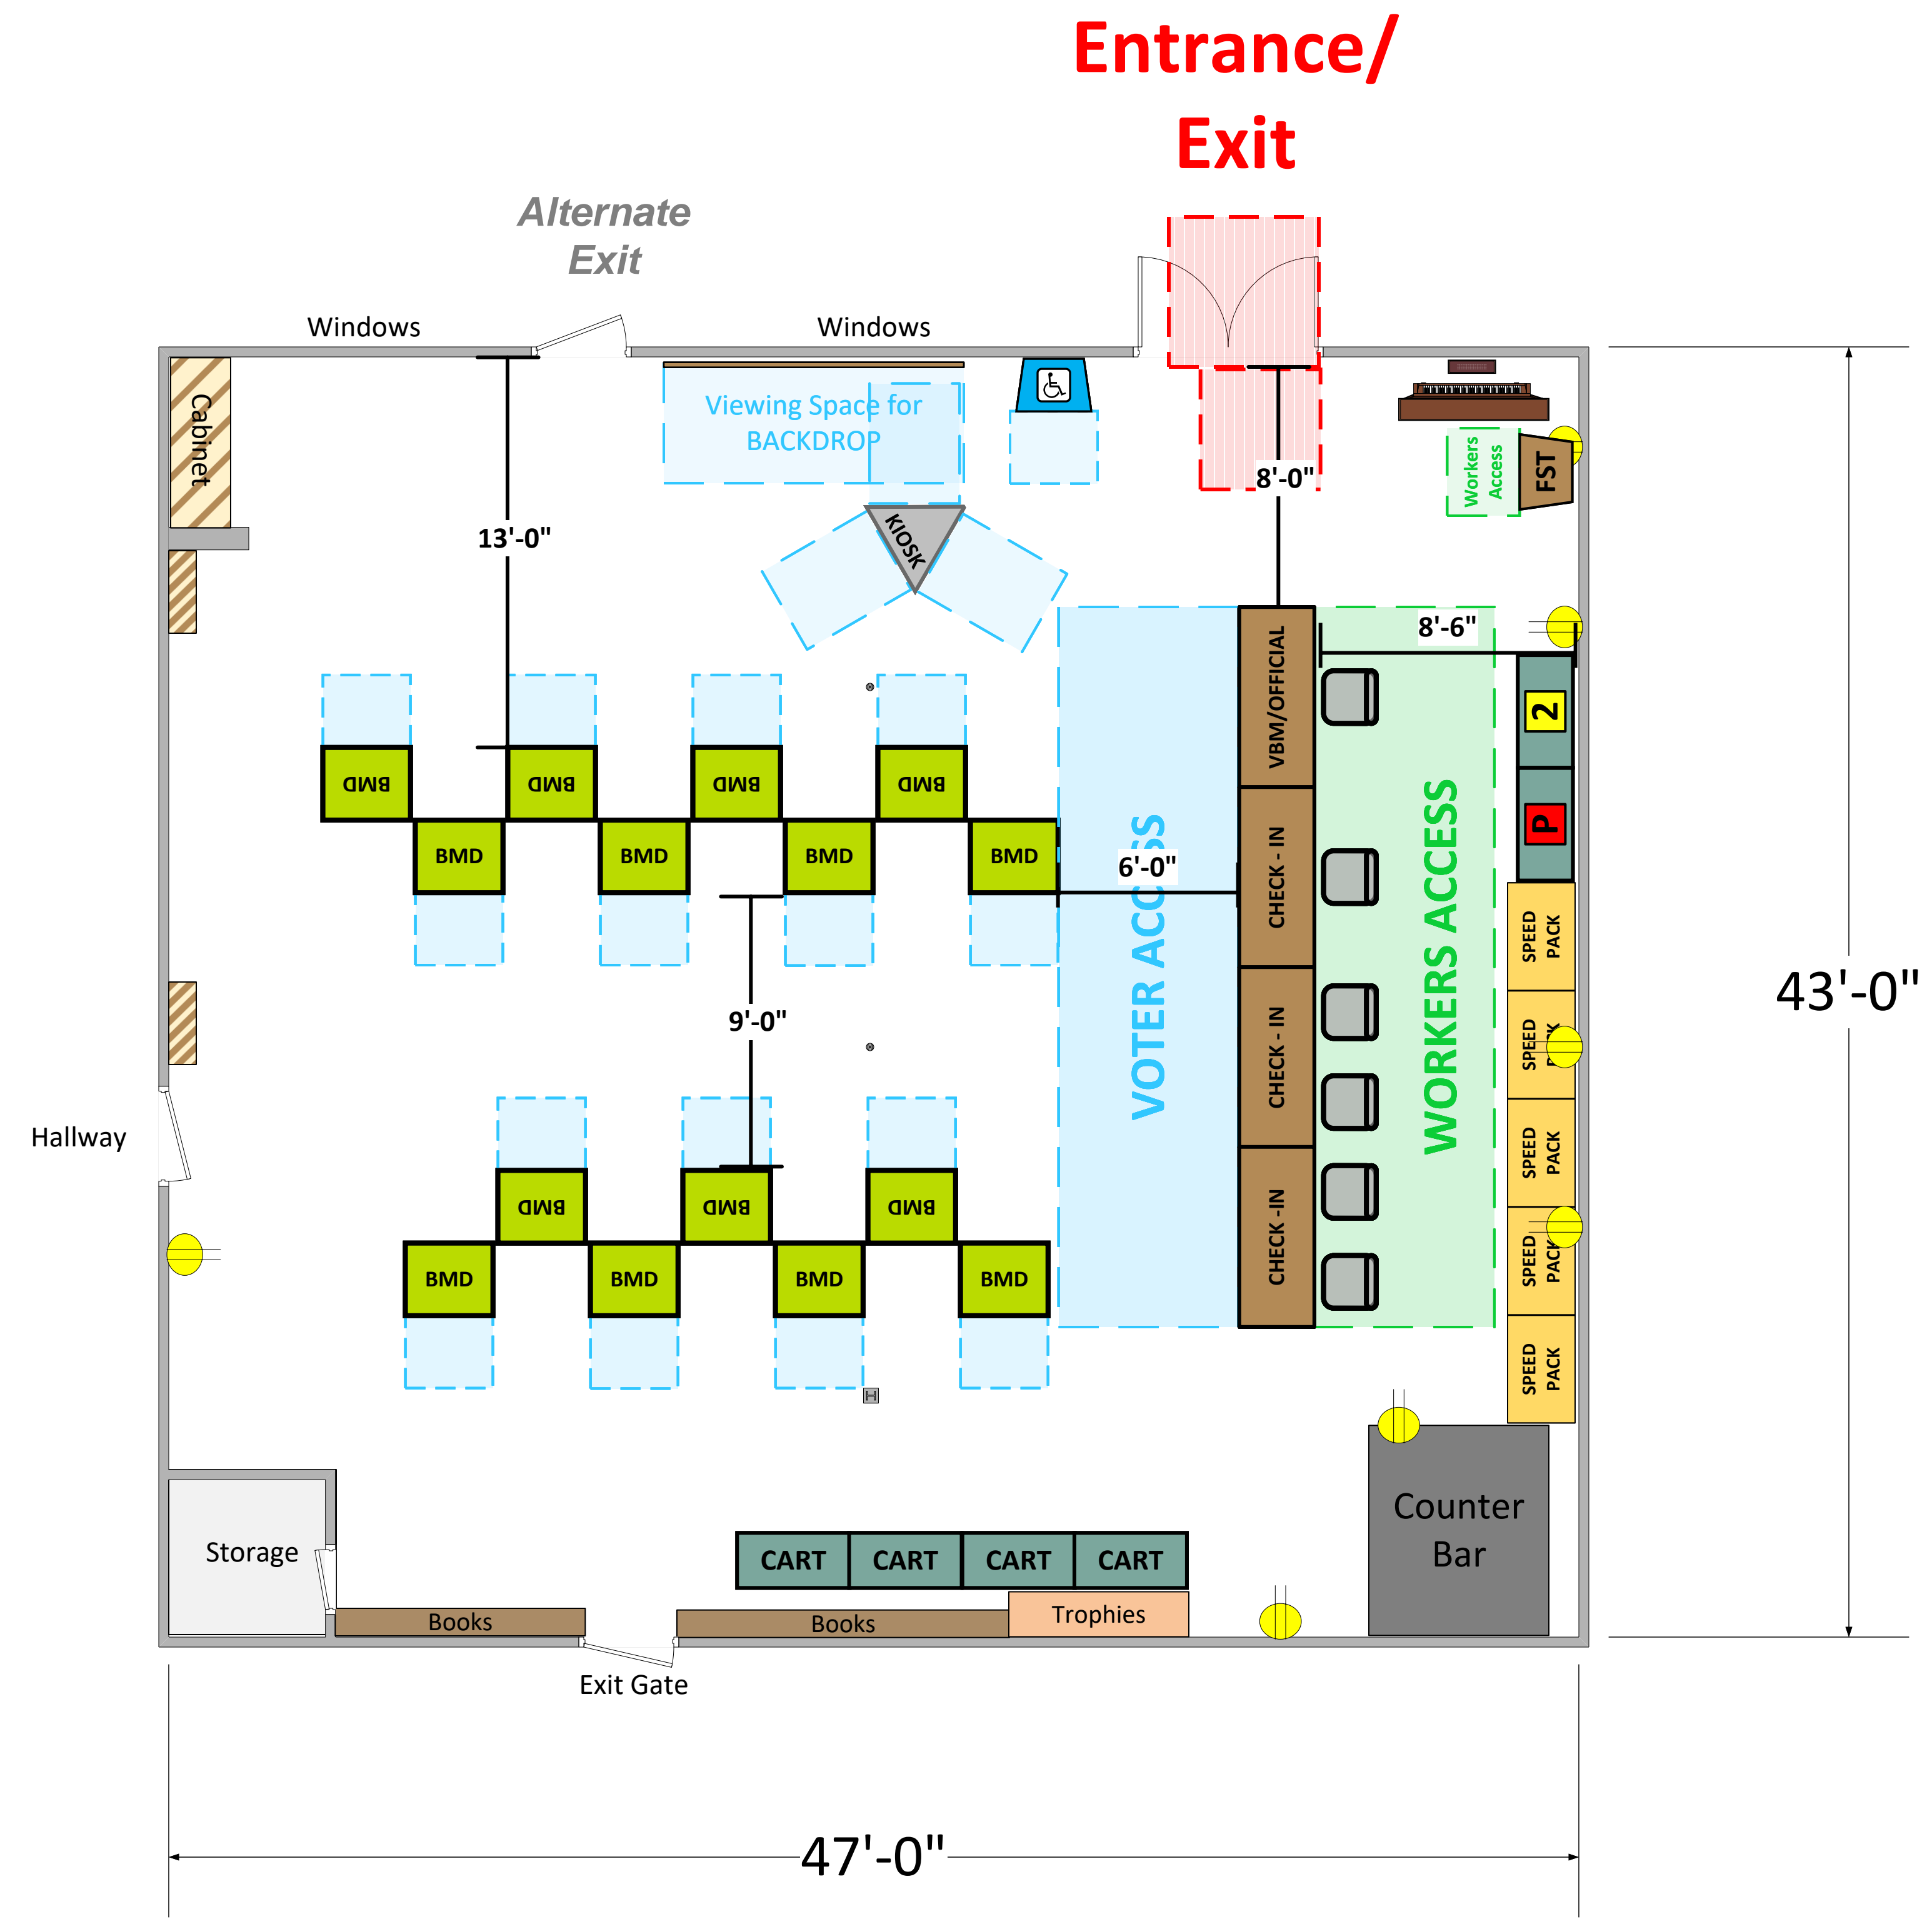 Entrance/
Exit
Alternate
Exit
Windows
Windows
Cabinet
Viewing Space for
BACKDROP
8'-0"
Workers
Access
FST
13'-0"
KIOSK
8'-6"
VBM/OFFICIAL
2
P
BMD
BMD
BMD
BMD
BMD
BMD
BMD
BMD
6'-0"
VOTER ACCESS
CHECK - IN
CHECK - IN
CHECK -IN
WORKERS ACCESS
SPEED
PACK
SPEED
PACK
SPEED
PACK
SPEED
PACK
SPEED
PACK
43'-0"
9'-0"
Hallway
BMD
BMD
BMD
BMD
BMD
BMD
BMD
H
Counter
Bar
Storage
CART
CART
CART
CART
Books
Books
Trophies
Exit Gate
47'-0"